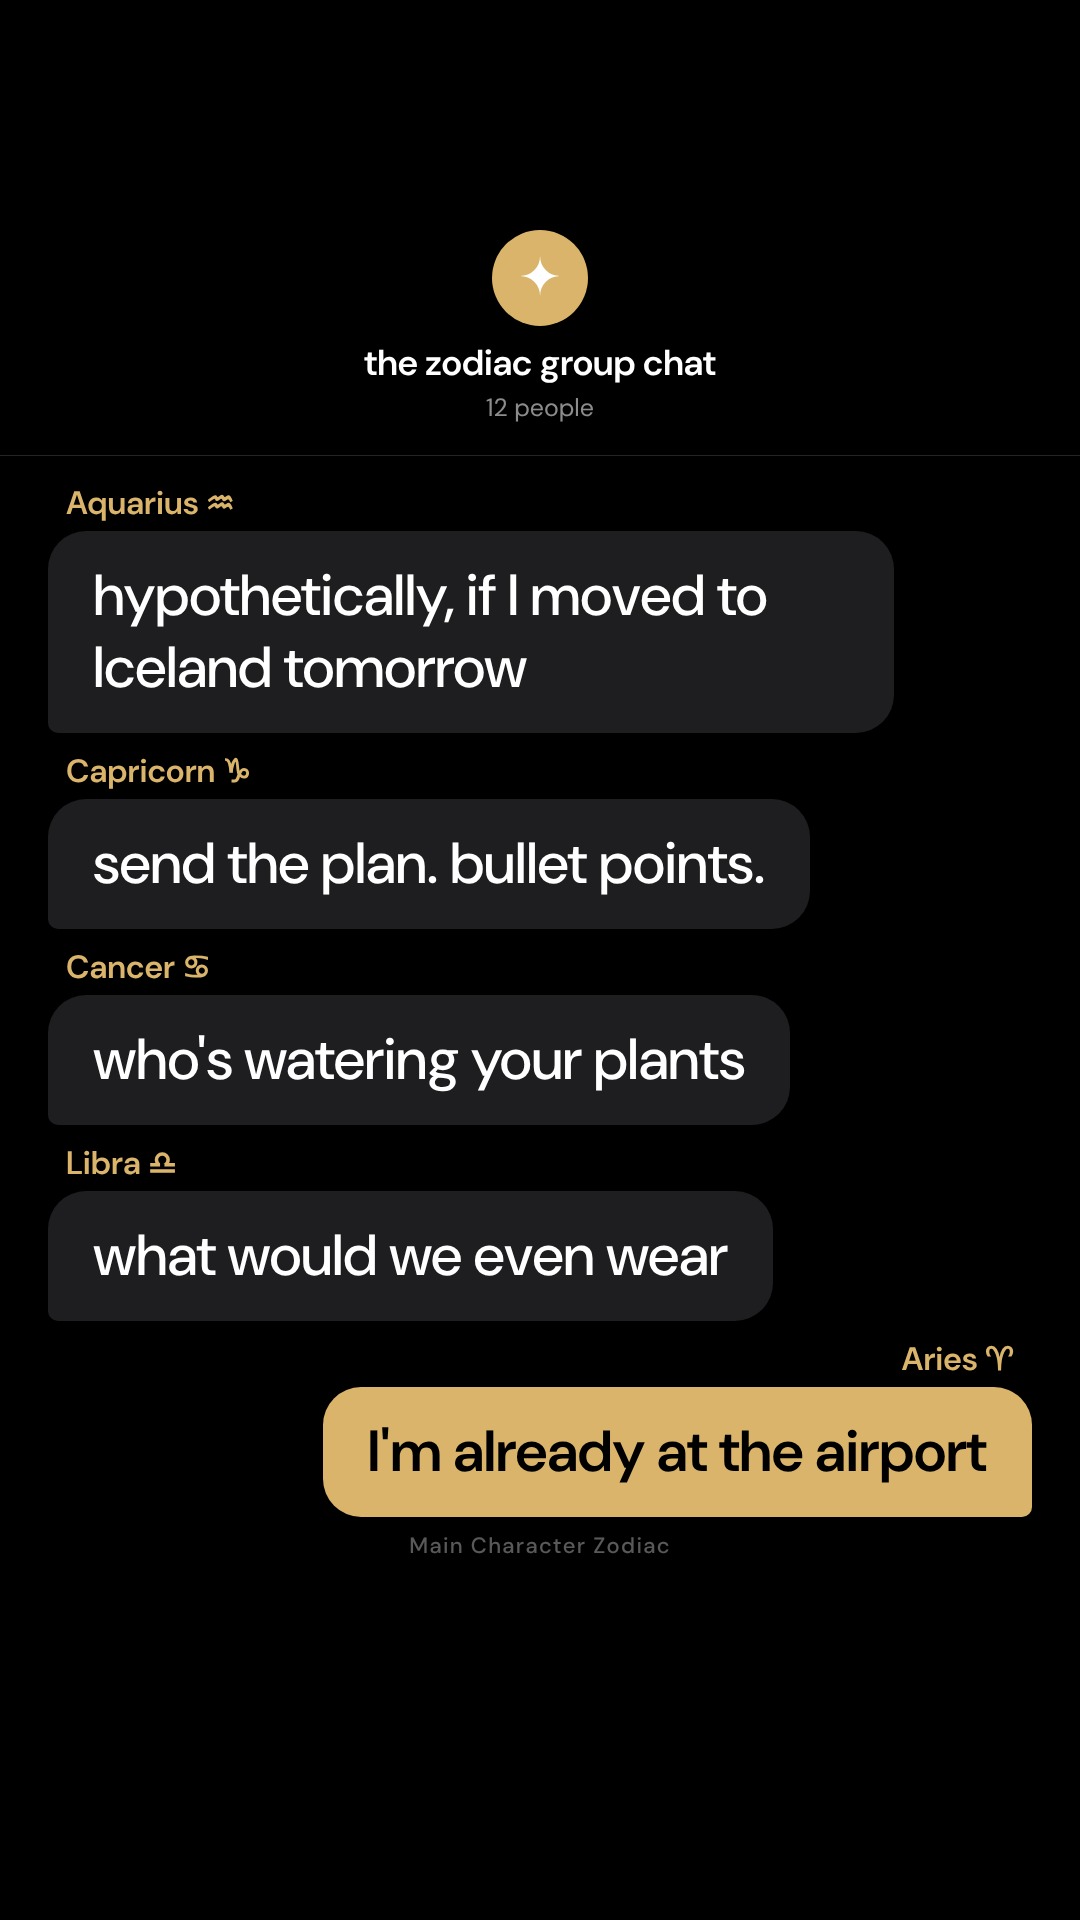 the zodiac group chat
12 people
Aquarius ♒
hypothetically, if I moved to
Iceland tomorrow
Capricorn ♑
send the plan. bullet points.
Cancer ♋
who's watering your plants
Libra ♎
what would we even wear
Aries ♈
I'm already at the airport
Main Character Zodiac